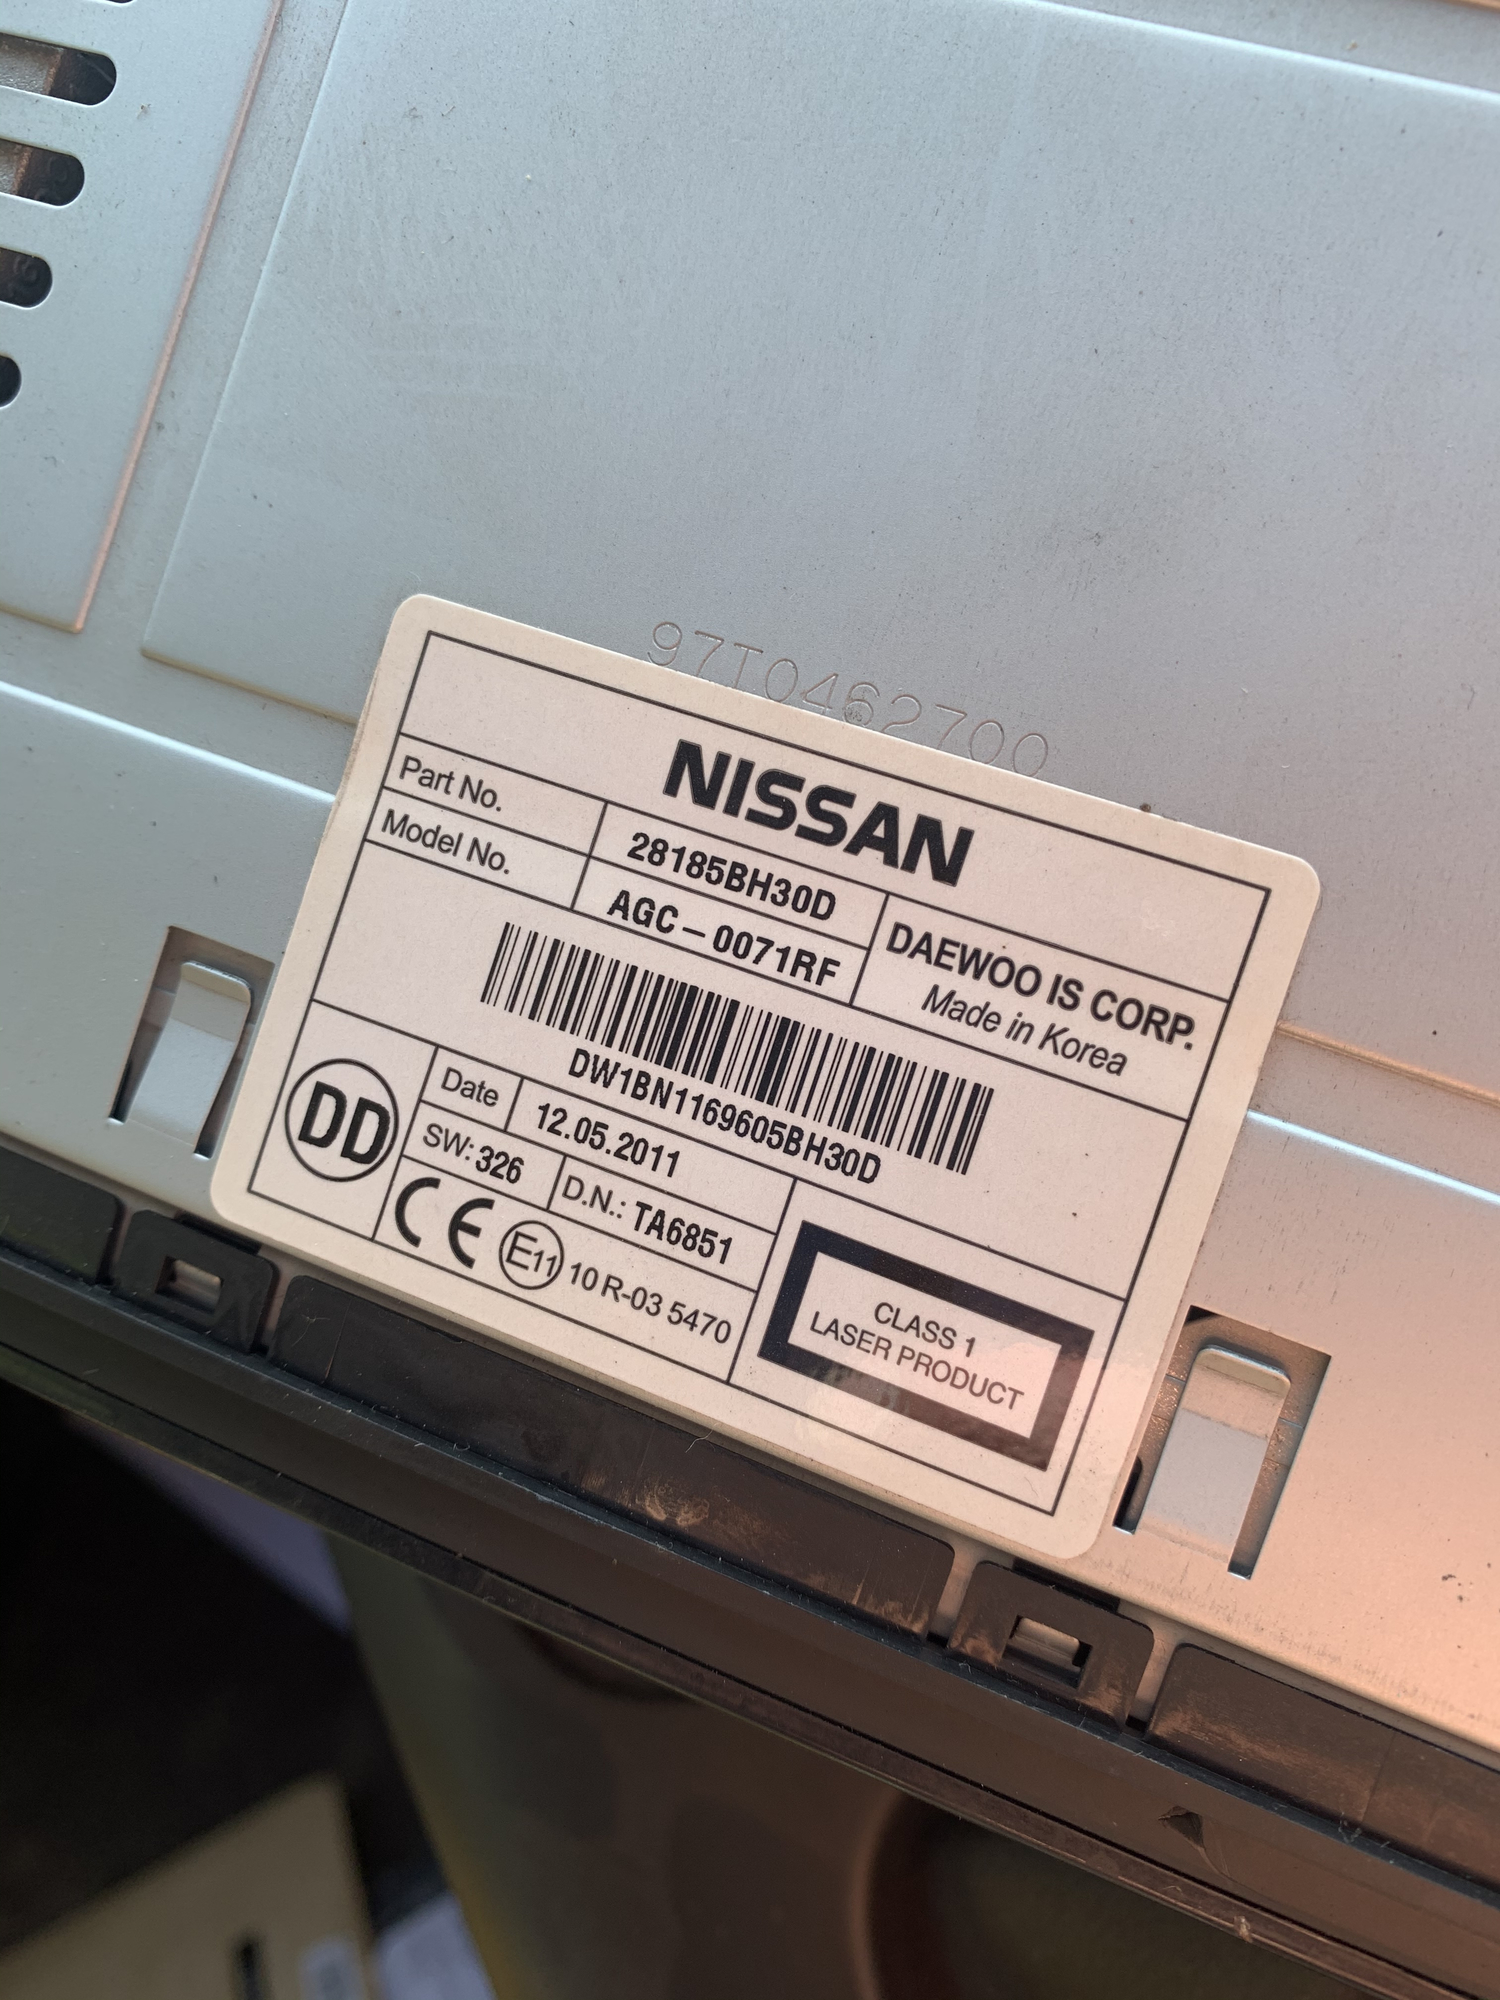 97T0462700
NISSAN
Part No. 28185BH30D
Model No. AGC-0071RF
DAEWOO IS CORP.
Made in Korea
DW1BN1169605BH30D
DD
Date 12.05.2011
SW: 326 D.N.: TA6851
CE E11 10 R-03 5470
CLASS 1
LASER PRODUCT